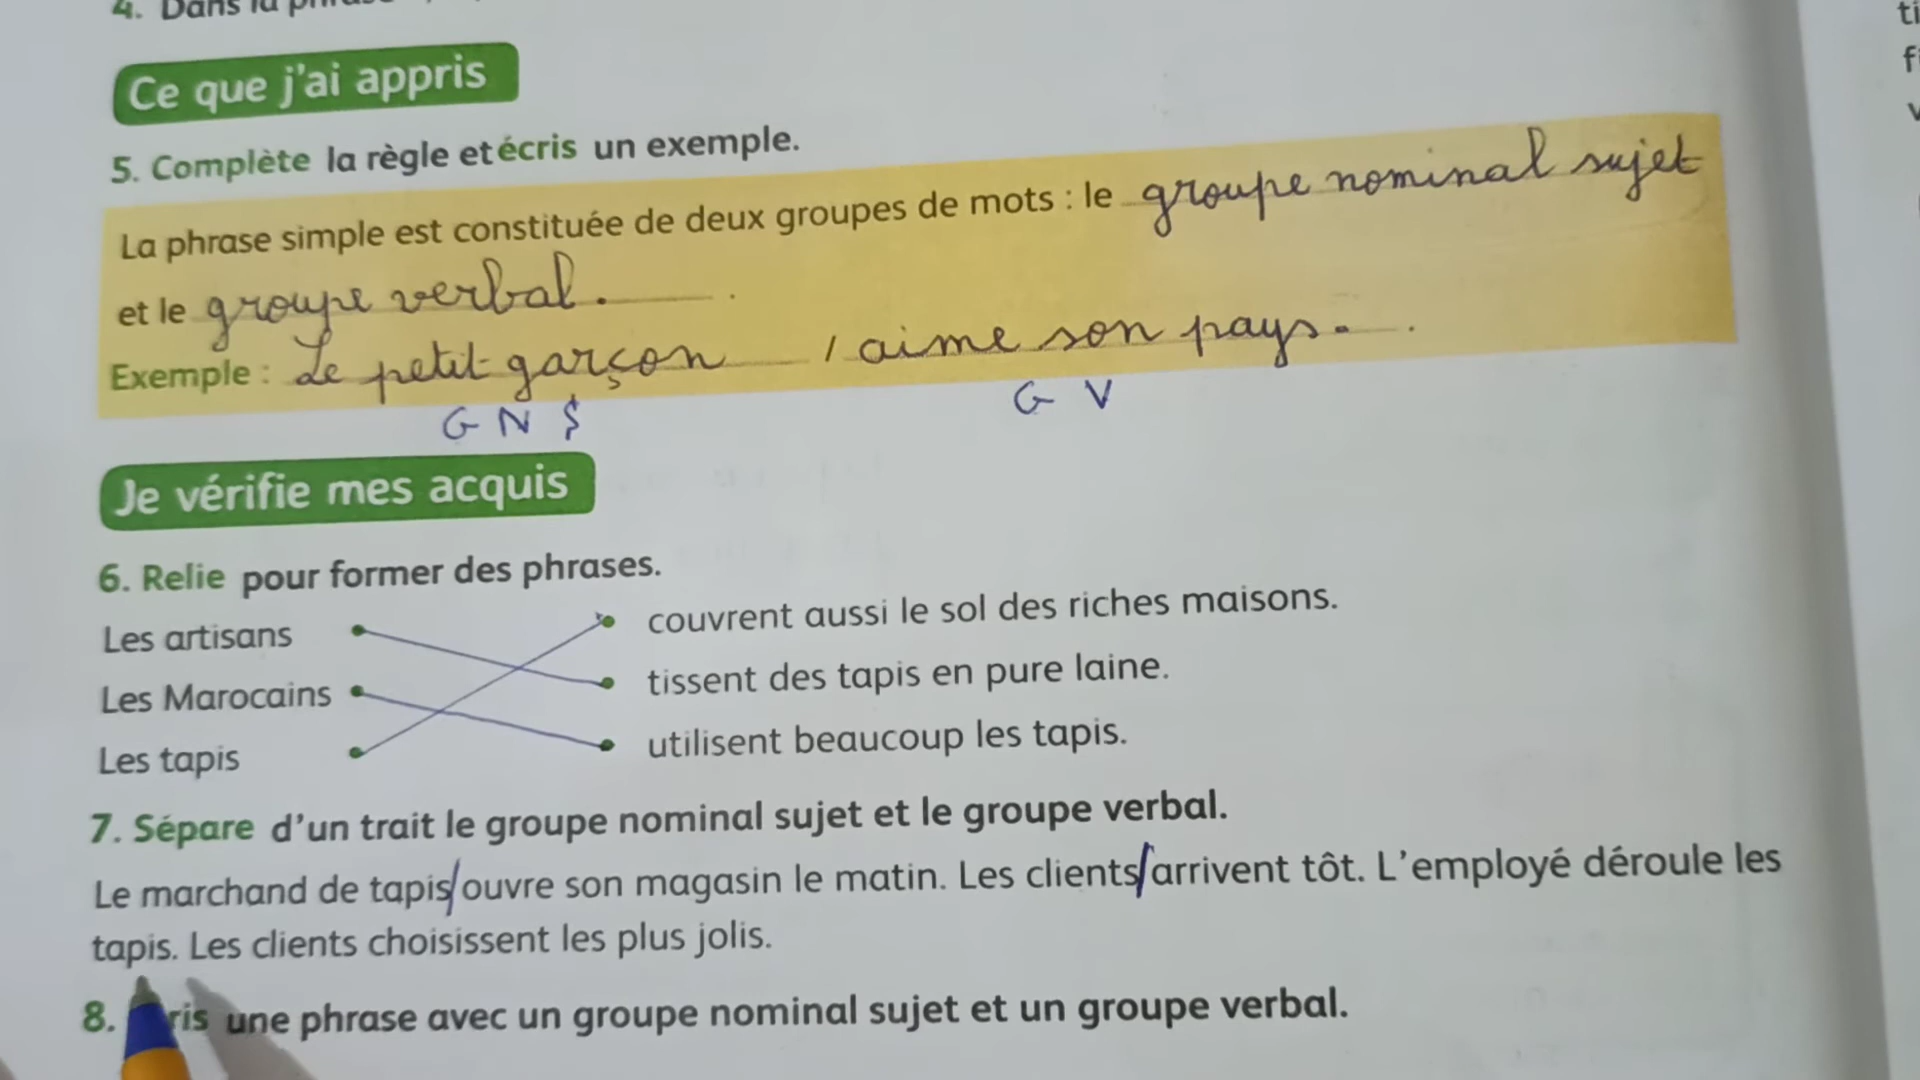 4. Dans la
Ce que j'ai appris
5. Complète la règle et écris un exemple.
La phrase simple est constituée de deux groupes de mots : le groupe nominal sujet
et le groupe verbal.
Exemple : Le petit garçon / aime son pays.
G N S G V
Je vérifie mes acquis
6. Relie pour former des phrases.
Les artisans couvrent aussi le sol des riches maisons.
Les Marocains tissent des tapis en pure laine.
Les tapis utilisent beaucoup les tapis.
7. Sépare d'un trait le groupe nominal sujet et le groupe verbal.
Le marchand de tapis/ouvre son magasin le matin. Les clients/arrivent tôt. L'employé déroule les
tapis. Les clients choisissent les plus jolis.
8. ris une phrase avec un groupe nominal sujet et un groupe verbal.